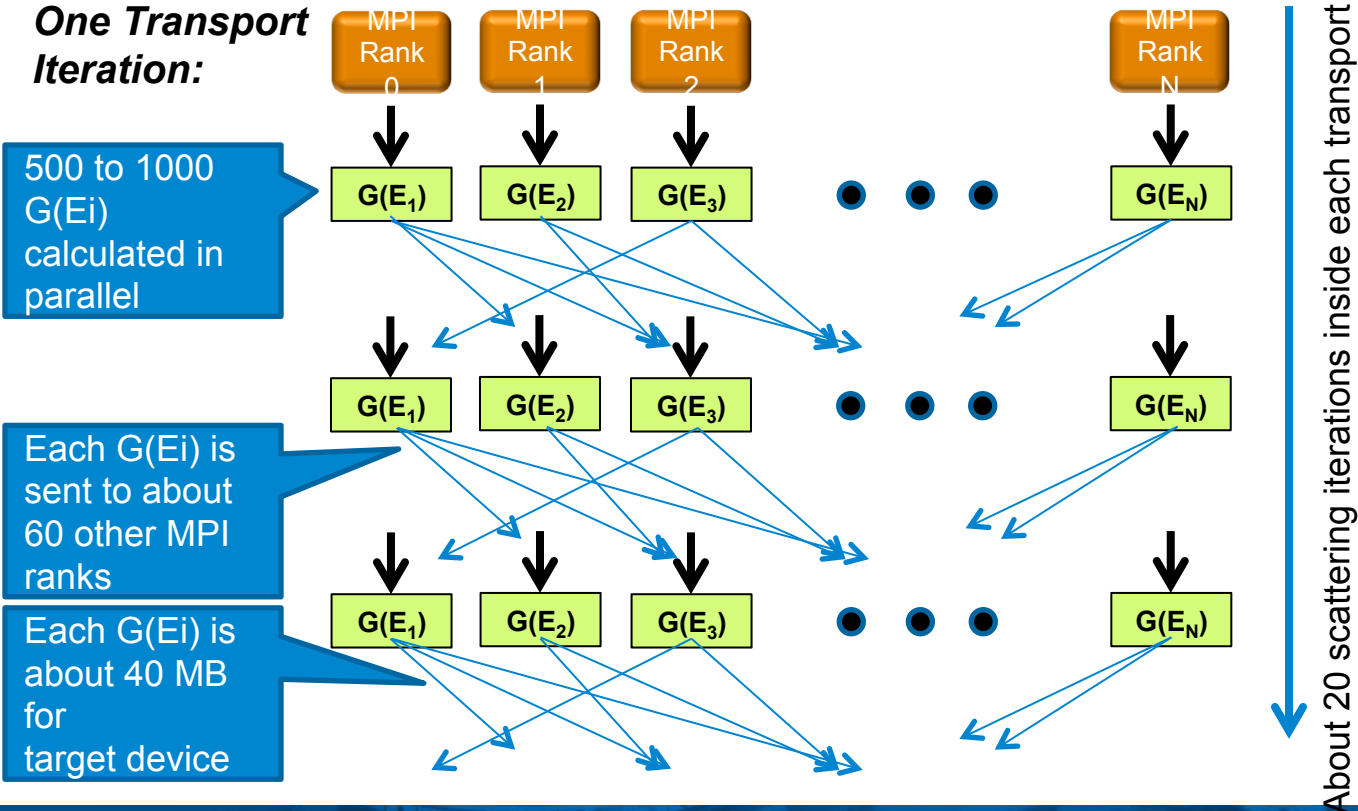 One Transport
Iteration:
MPI
Rank
0
MPI
Rank
1
MPI
Rank
2
MPI
Rank
N
500 to 1000
G(Ei)
calculated in
parallel
G(E1)
G(E2)
G(E3)
G(EN)
G(E1)
G(E2)
G(E3)
G(EN)
Each G(Ei) is
sent to about
60 other MPI
ranks
Each G(Ei) is
about 40 MB
for
target device
G(E1)
G(E2)
G(E3)
G(EN)
About 20 scattering iterations inside each transport